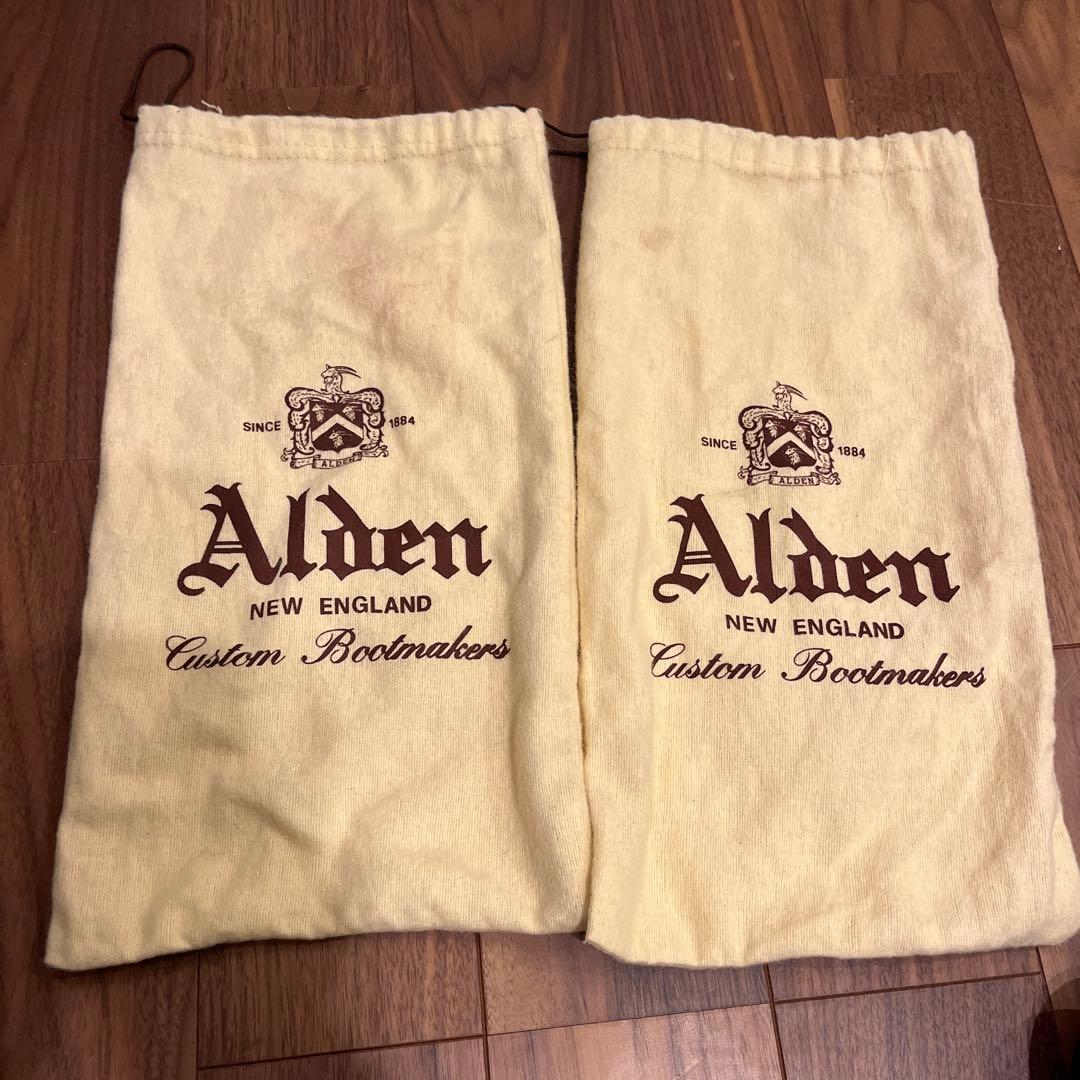 SINCE 1884
ALDEN
Alden
NEW ENGLAND
Custom Bootmakers
SINCE 1884
ALDEN
Alden
NEW ENGLAND
Custom Bootmakers